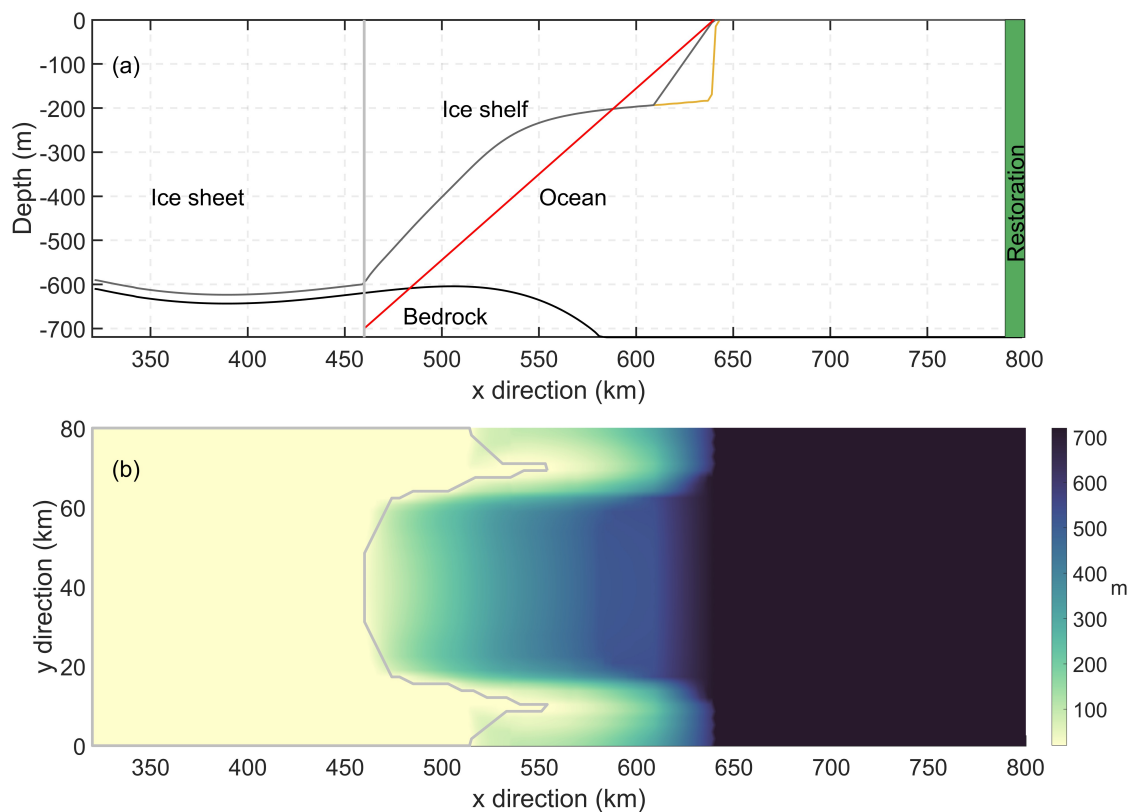 0
(a)
-100
-200
-300
-400
-500
-600
-700
Depth (m)
Ice shelf
Ice sheet
Ocean
Bedrock
Restoration
350 400 450 500 550 600 650 700 750 800
x direction (km)
80
60
40
20
0
(b)
y direction (km)
350 400 450 500 550 600 650 700 750 800
x direction (km)
700
600
500
400
300
200
100
m